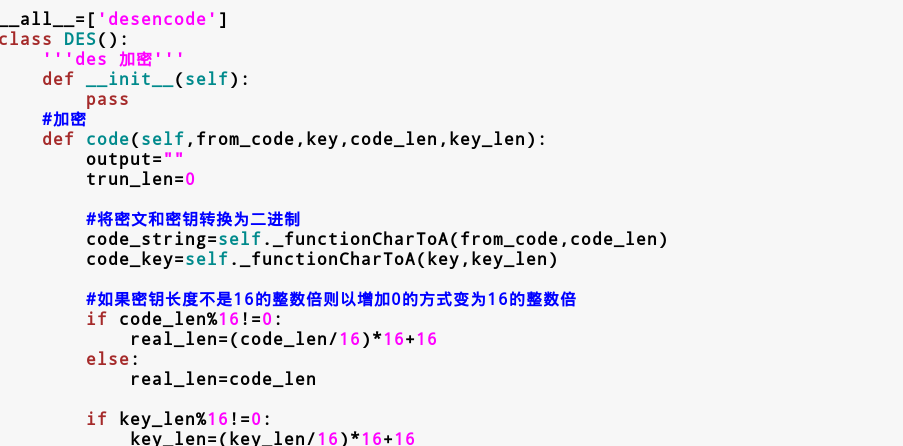 __all__=['desencode']
class DES():
    '''des 加密'''
    def __init__(self):
        pass
    #加密
    def code(self,from_code,key,code_len,key_len):
        output=""
        trun_len=0
        #将密文和密钥转换为二进制
        code_string=self._functionCharToA(from_code,code_len)
        code_key=self._functionCharToA(key,key_len)
        #如果密钥长度不是16的整数倍则以增加0的方式变为16的整数倍
        if code_len%16!=0:
            real_len=(code_len/16)*16+16
        else:
            real_len=code_len
        if key_len%16!=0:
            key_len=(key_len/16)*16+16